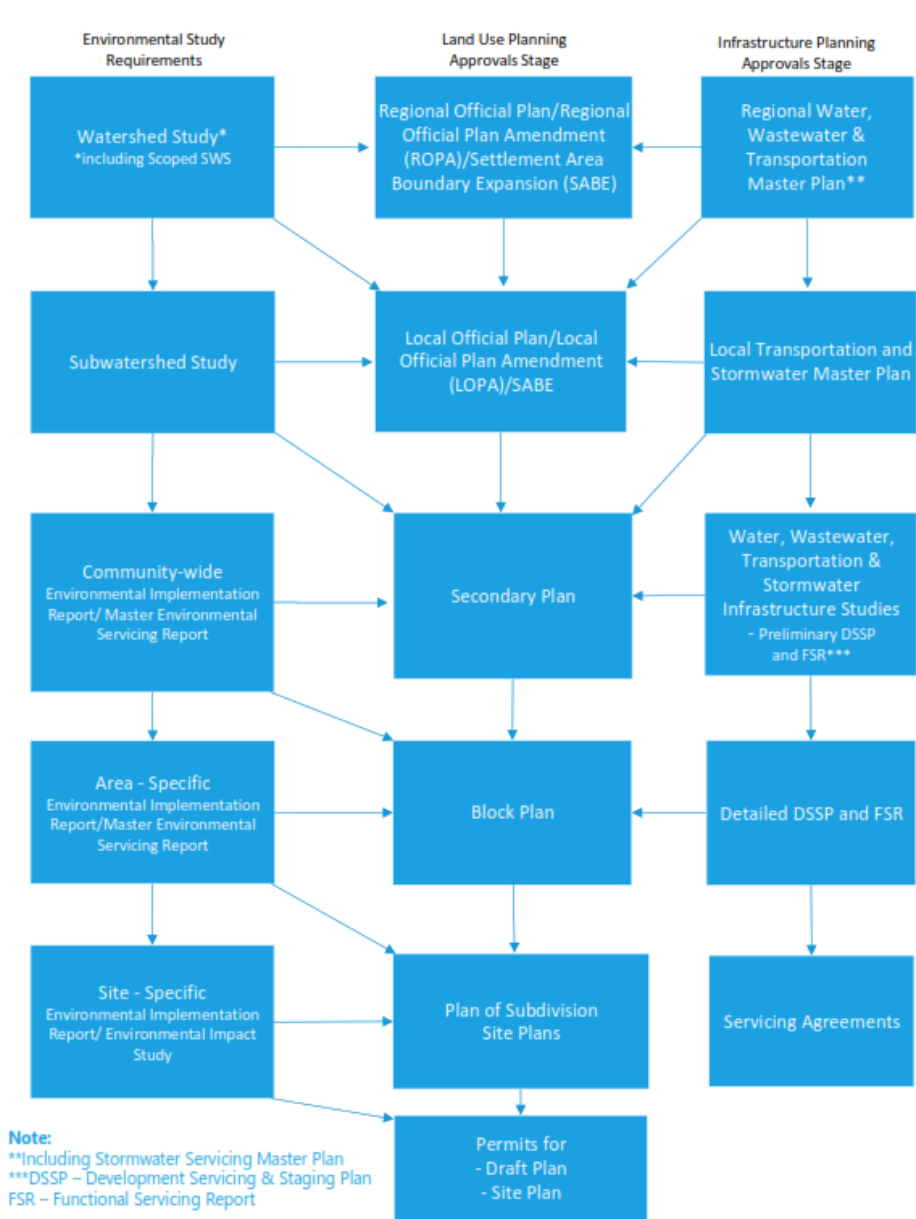 Environmental Study
Requirements
Land Use Planning
Approvals Stage
Infrastructure Planning
Approvals Stage
Watershed Study*
*including Scoped SWS
Regional Official Plan/Regional
Official Plan Amendment
(ROPA)/Settlement Area
Boundary Expansion (SABE)
Regional Water,
Wastewater &
Transportation
Master Plan**
Subwatershed Study
Local Official Plan/Local
Official Plan Amendment
(LOPA)/SABE
Local Transportation and
Stormwater Master Plan
Community-wide
Environmental Implementation
Report/ Master Environmental
Servicing Report
Secondary Plan
Water, Wastewater,
Transportation &
Stormwater
Infrastructure Studies
- Preliminary DSSP
and FSR***
Area - Specific
Environmental Implementation
Report/Master Environmental
Servicing Report
Block Plan
Detailed DSSP and FSR
Site - Specific
Environmental Implementation
Report/ Environmental Impact
Study
Plan of Subdivision
Site Plans
Servicing Agreements
Permits for
- Draft Plan
- Site Plan
Note:
**Including Stormwater Servicing Master Plan
***DSSP – Development Servicing & Staging Plan
FSR – Functional Servicing Report